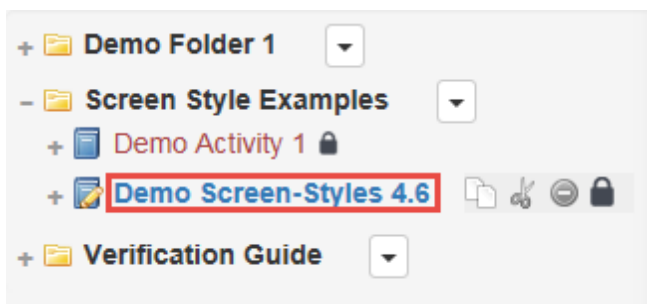 Demo Folder 1
Screen Style Examples
Demo Activity 1
Demo Screen-Styles 4.6
Verification Guide